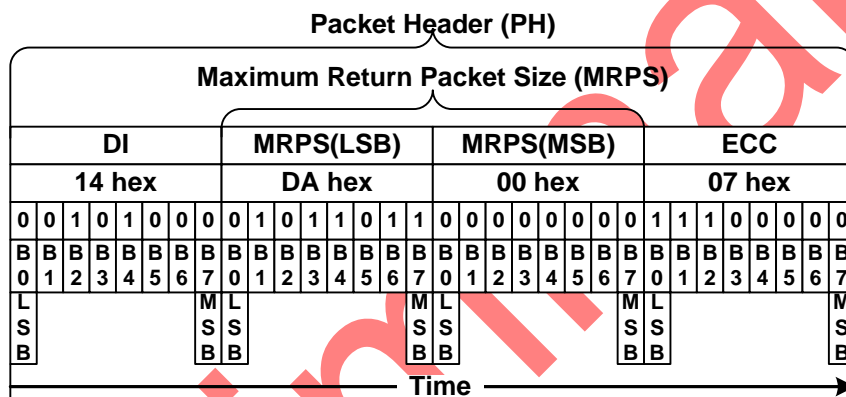 Packet Header (PH)
Maximum Return Packet Size (MRPS)
DI MRPS(LSB) MRPS(MSB) ECC
14 hex DA hex 00 hex 07 hex
0 0 1 0 1 0 0 0 0 1 0 1 1 0 1 1 0 0 0 0 0 0 0 0 1 1 1 0 0 0 0 0
B0 B1 B2 B3 B4 B5 B6 B7 B0 B1 B2 B3 B4 B5 B6 B7 B0 B1 B2 B3 B4 B5 B6 B7 B0 B1 B2 B3 B4 B5 B6 B7
LSB MSB LSB MSB LSB MSB LSB MSB
Time